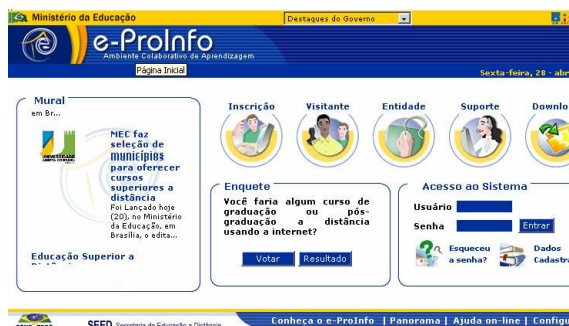 Ministério da Educação
Destaques do Governo
e-ProInfo
Ambiente Colaborativo de Aprendizagem
Página Inicial
Sexta-feira, 28 - abr
Mural
em Br...
MEC faz
seleção de
municípios
para oferecer
cursos
superiores a
distância
Foi Lançado hoje
(20), no Ministério
da Educação, em
Brasília, o edita...
Educação Superior a
Inscrição
Visitante
Entidade
Suporte
Downlo
Enquete
Você faria algum curso de
graduação ou pós-
graduação a distância
usando a internet?
Votar
Resultado
Acesso ao Sistema
Usuário
Senha
Entrar
Esqueceu
a senha?
Dados
Cadastra
SEED Secretaria de Educação a Distância
Conheça o e-ProInfo | Panorama | Ajuda on-line | Configu